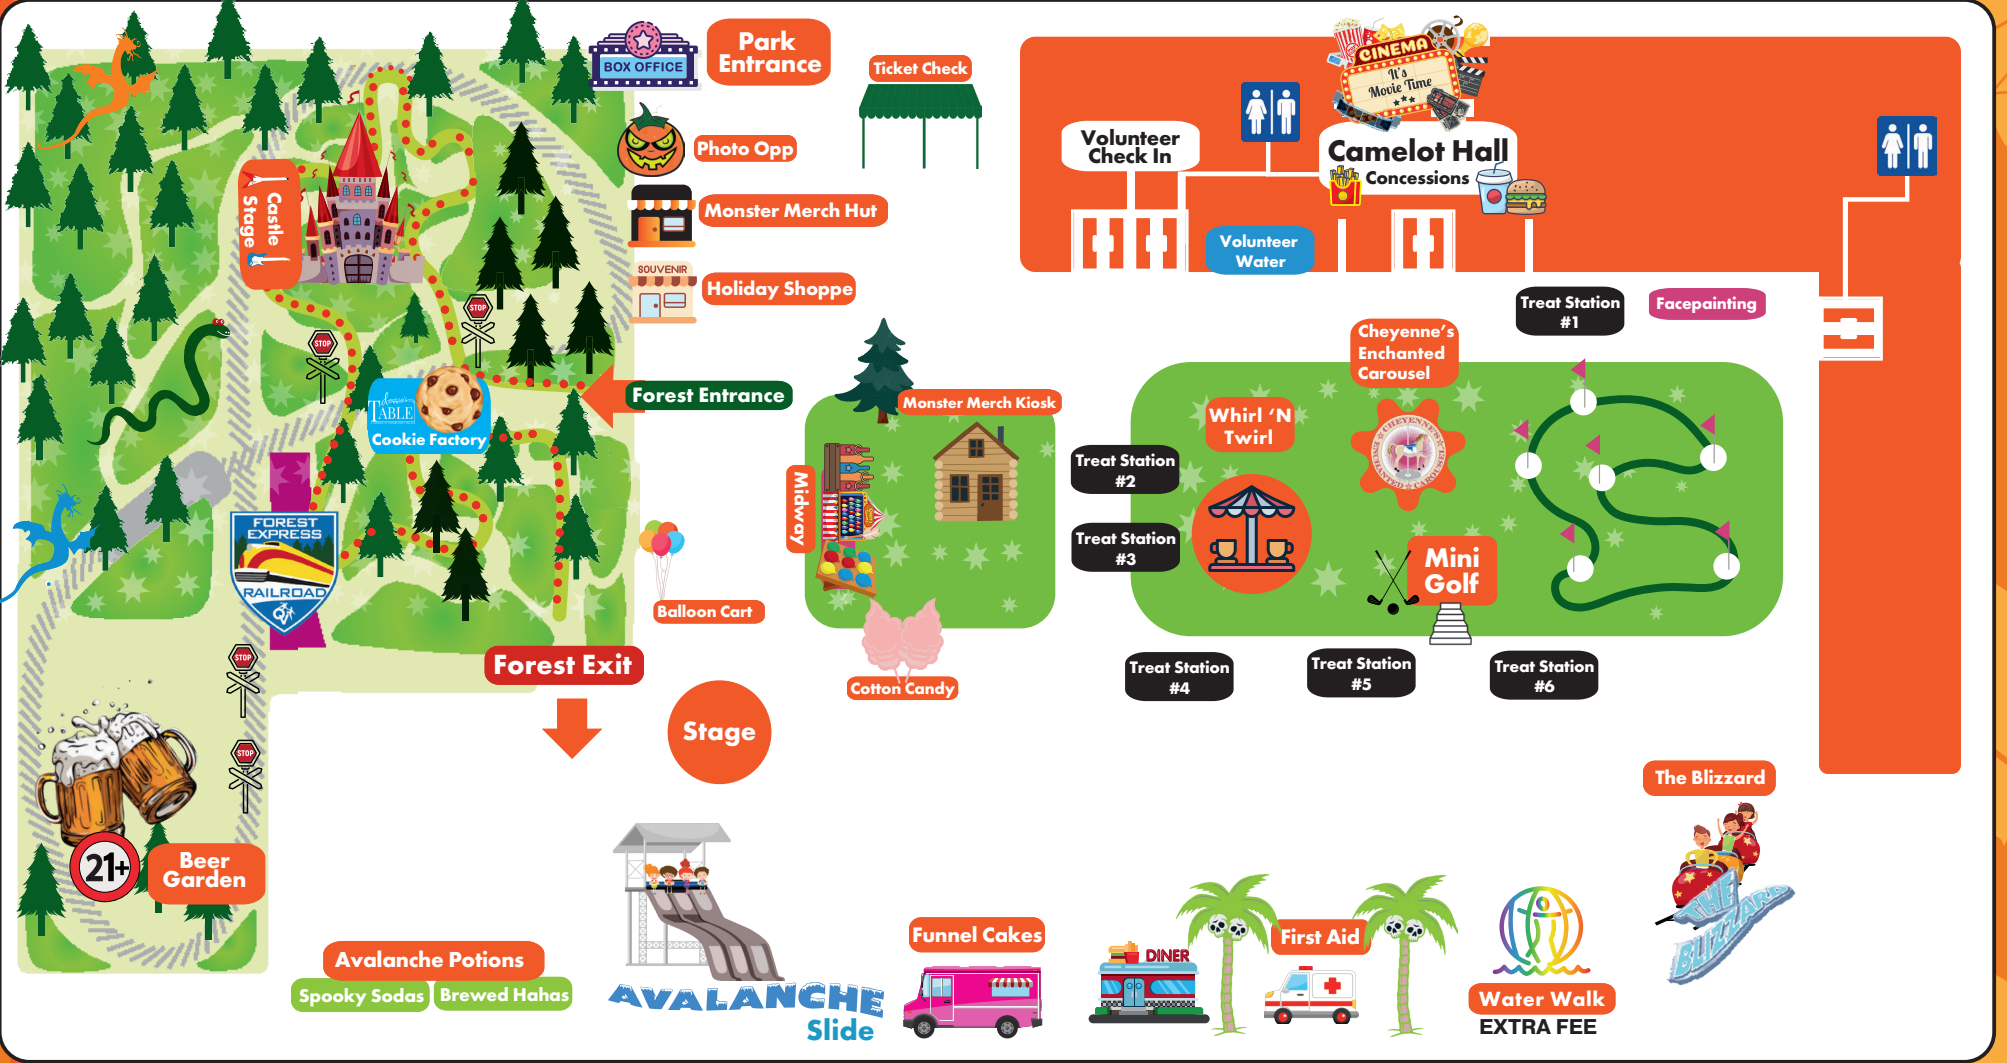 BOX OFFICE
Park
Entrance
Ticket Check
Photo Opp
Monster Merch Hut
SOUVENIR
Holiday Shoppe
Castle
Stage
STOP
STOP
TABLE
Cookie Factory
Forest Entrance
FOREST
EXPRESS
RAILROAD
Balloon Cart
Forest Exit
Stage
STOP
STOP
21+
Beer
Garden
Avalanche Potions
Spooky Sodas
Brewed Hahas
AVALANCHE
Slide
Monster Merch Kiosk
Midway
Cotton Candy
Volunteer
Check In
CINEMA
It's
Movie Time
Camelot Hall
Concessions
Volunteer
Water
Treat Station
#1
Facepainting
Cheyenne's
Enchanted
Carousel
CHEYENNE'S
ENCHANTED CAROUSEL
Whirl ‘N
Twirl
Treat Station
#2
Treat Station
#3
Mini
Golf
Treat Station
#4
Treat Station
#5
Treat Station
#6
The Blizzard
THE
BLIZZARD
Funnel Cakes
DINER
First Aid
Water Walk
EXTRA FEE